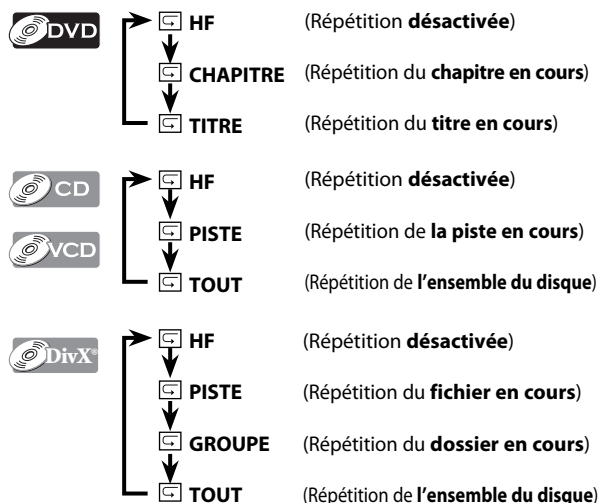 DVD HF (Répétition désactivée)
CHAPITRE (Répétition du chapitre en cours)
TITRE (Répétition du titre en cours)
CD HF (Répétition désactivée)
VCD PISTE (Répétition de la piste en cours)
TOUT (Répétition de l'ensemble du disque)
DivX® HF (Répétition désactivée)
PISTE (Répétition du fichier en cours)
GROUPE (Répétition du dossier en cours)
TOUT (Répétition de l'ensemble du disque)